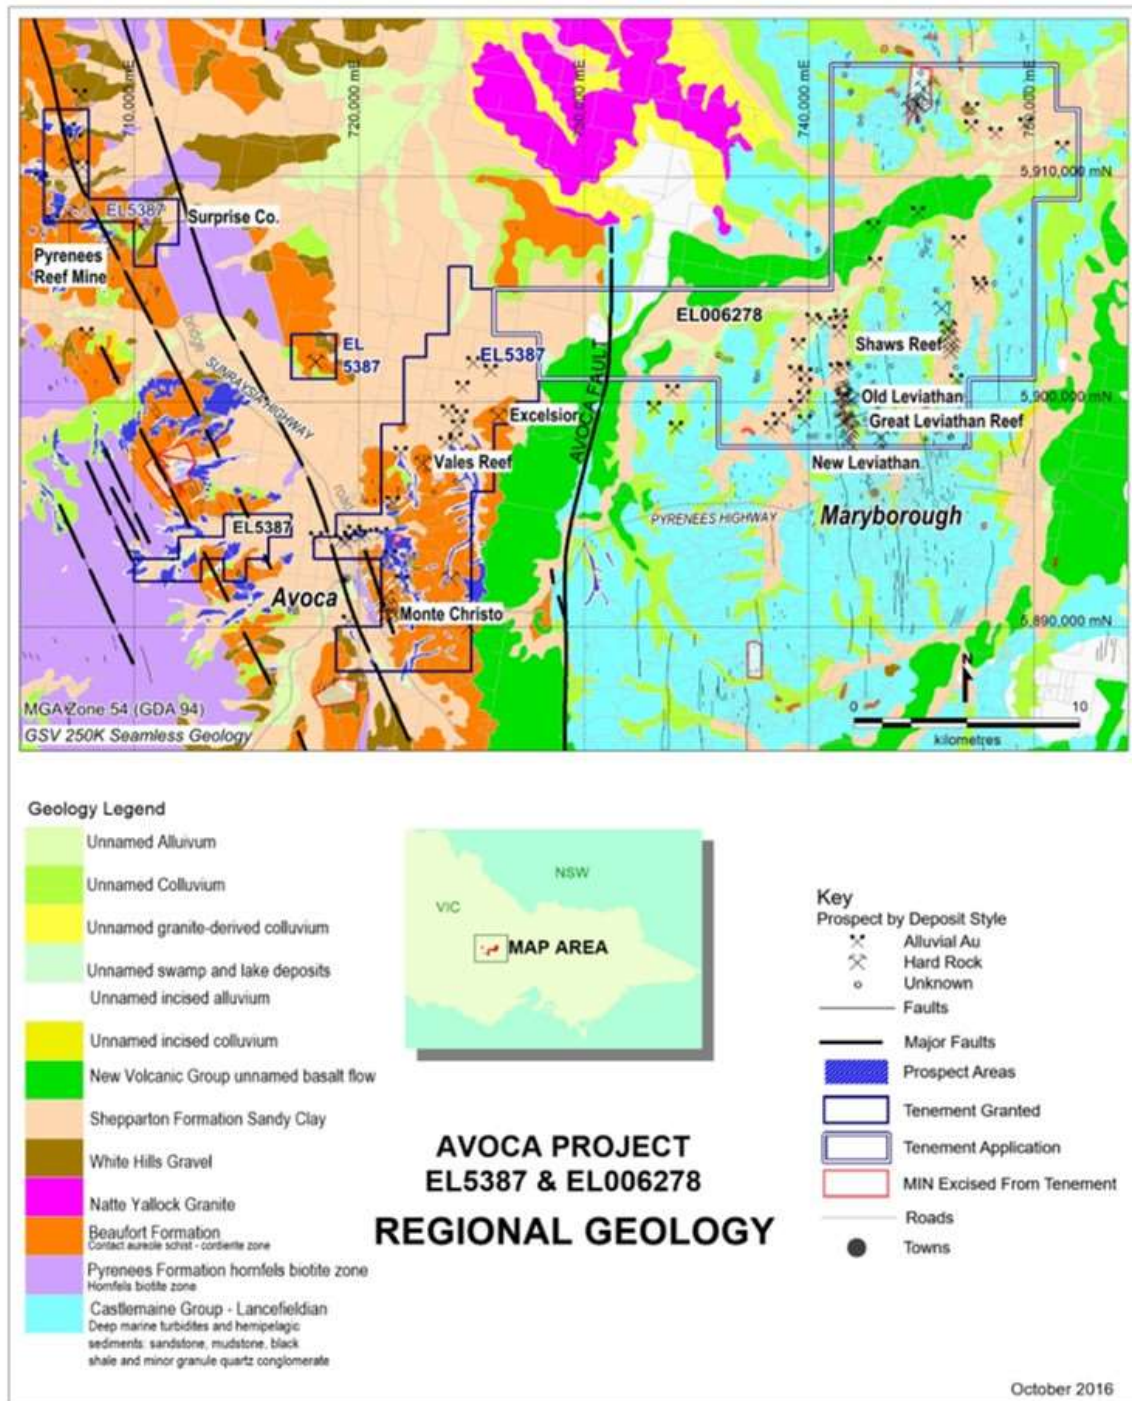 710,000 mE
720,000 mE
740,000 mE
5,910,000 mN
EL5387
Surprise Co.
Pyrenees
Reef Mine
EL006278
EL
5387
EL5387
Shaws Reef
SUNRAYSIA HIGHWAY
AVOCA FAULT
Old Leviathan
5,900,000 mN
Excelsior
Great Leviathan Reef
Vales Reef
New Leviathan
EL5387
PYRENEES HIGHWAY
Maryborough
Avoca
Monte Christo
5,890,000 mN
N
MGA Zone 54 (GDA 94)
GSV 250K Seamless Geology
0
10
kilometres
Geology Legend
Unnamed Alluivum
Unnamed Colluvium
Unnamed granite-derived colluvium
Unnamed swamp and lake deposits
Unnamed incised alluvium
Unnamed incised colluvium
New Volcanic Group unnamed basalt flow
Shepparton Formation Sandy Clay
White Hills Gravel
Natte Yallock Granite
Beaufort Formation
Contact aureole schist - cordierite zone
Pyrenees Formation hornfels biotite zone
Hornfels biotite zone
Castlemaine Group - Lancefieldian
Deep marine turbidites and hemipelagic
sediments: sandstone, mudstone, black
shale and minor granule quartz conglomerate
NSW
VIC
MAP AREA
AVOCA PROJECT
EL5387 & EL006278
REGIONAL GEOLOGY
Key
Prospect by Deposit Style
Alluvial Au
Hard Rock
Unknown
Faults
Major Faults
Prospect Areas
Tenement Granted
Tenement Application
MIN Excised From Tenement
Roads
Towns
October 2016